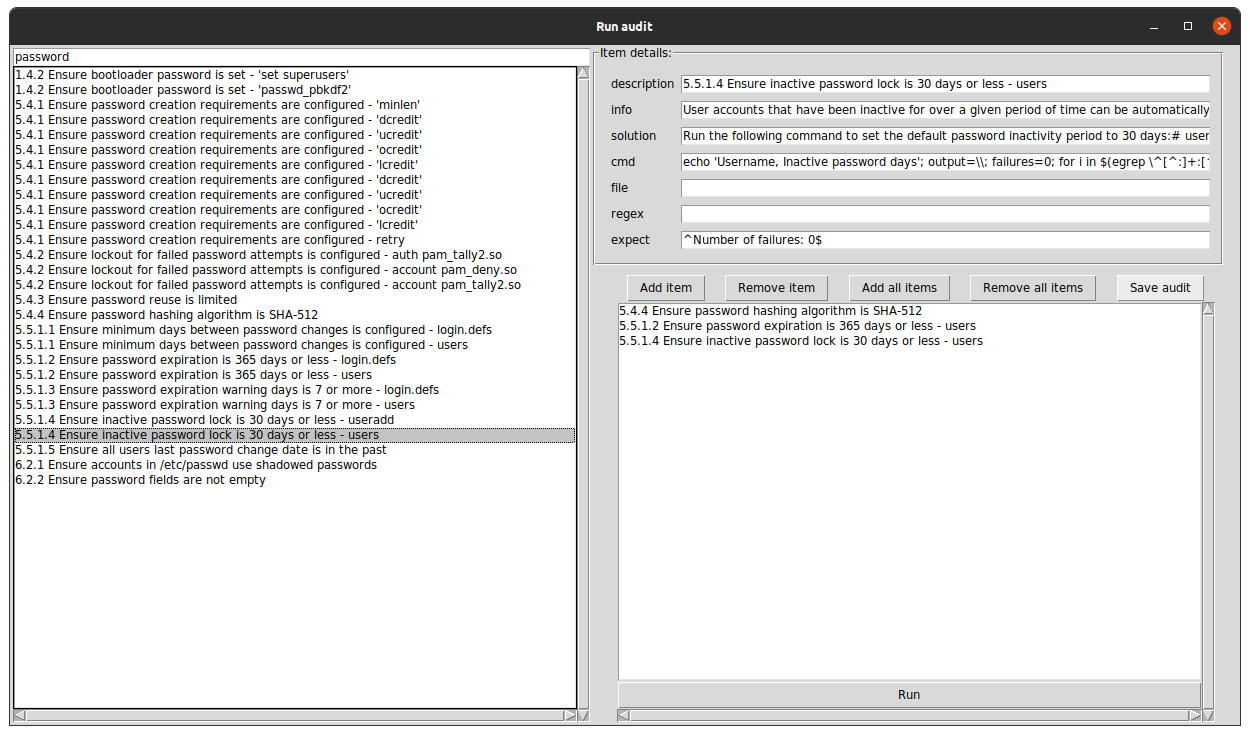 Run audit
password
1.4.2 Ensure bootloader password is set - 'set superusers'
1.4.2 Ensure bootloader password is set - 'passwd_pbkdf2'
5.4.1 Ensure password creation requirements are configured - 'minlen'
5.4.1 Ensure password creation requirements are configured - 'dcredit'
5.4.1 Ensure password creation requirements are configured - 'ucredit'
5.4.1 Ensure password creation requirements are configured - 'ocredit'
5.4.1 Ensure password creation requirements are configured - 'lcredit'
5.4.1 Ensure password creation requirements are configured - 'dcredit'
5.4.1 Ensure password creation requirements are configured - 'ucredit'
5.4.1 Ensure password creation requirements are configured - 'ocredit'
5.4.1 Ensure password creation requirements are configured - 'lcredit'
5.4.1 Ensure password creation requirements are configured - retry
5.4.2 Ensure lockout for failed password attempts is configured - auth pam_tally2.so
5.4.2 Ensure lockout for failed password attempts is configured - account pam_deny.so
5.4.2 Ensure lockout for failed password attempts is configured - account pam_tally2.so
5.4.3 Ensure password reuse is limited
5.4.4 Ensure password hashing algorithm is SHA-512
5.5.1.1 Ensure minimum days between password changes is configured - login.defs
5.5.1.1 Ensure minimum days between password changes is configured - users
5.5.1.2 Ensure password expiration is 365 days or less - login.defs
5.5.1.2 Ensure password expiration is 365 days or less - users
5.5.1.3 Ensure password expiration warning days is 7 or more - login.defs
5.5.1.3 Ensure password expiration warning days is 7 or more - users
5.5.1.4 Ensure inactive password lock is 30 days or less - useradd
5.5.1.4 Ensure inactive password lock is 30 days or less - users
5.5.1.5 Ensure all users last password change date is in the past
6.2.1 Ensure accounts in /etc/passwd use shadowed passwords
6.2.2 Ensure password fields are not empty
Item details:
description 5.5.1.4 Ensure inactive password lock is 30 days or less - users
info User accounts that have been inactive for over a given period of time can be automatically
solution Run the following command to set the default password inactivity period to 30 days:# user
cmd echo 'Username, Inactive password days'; output=\\; failures=0; for i in $(egrep \^[^:]+:[^
file
regex
expect ^Number of failures: 0$
Add item Remove item Add all items Remove all items Save audit
5.4.4 Ensure password hashing algorithm is SHA-512
5.5.1.2 Ensure password expiration is 365 days or less - users
5.5.1.4 Ensure inactive password lock is 30 days or less - users
Run